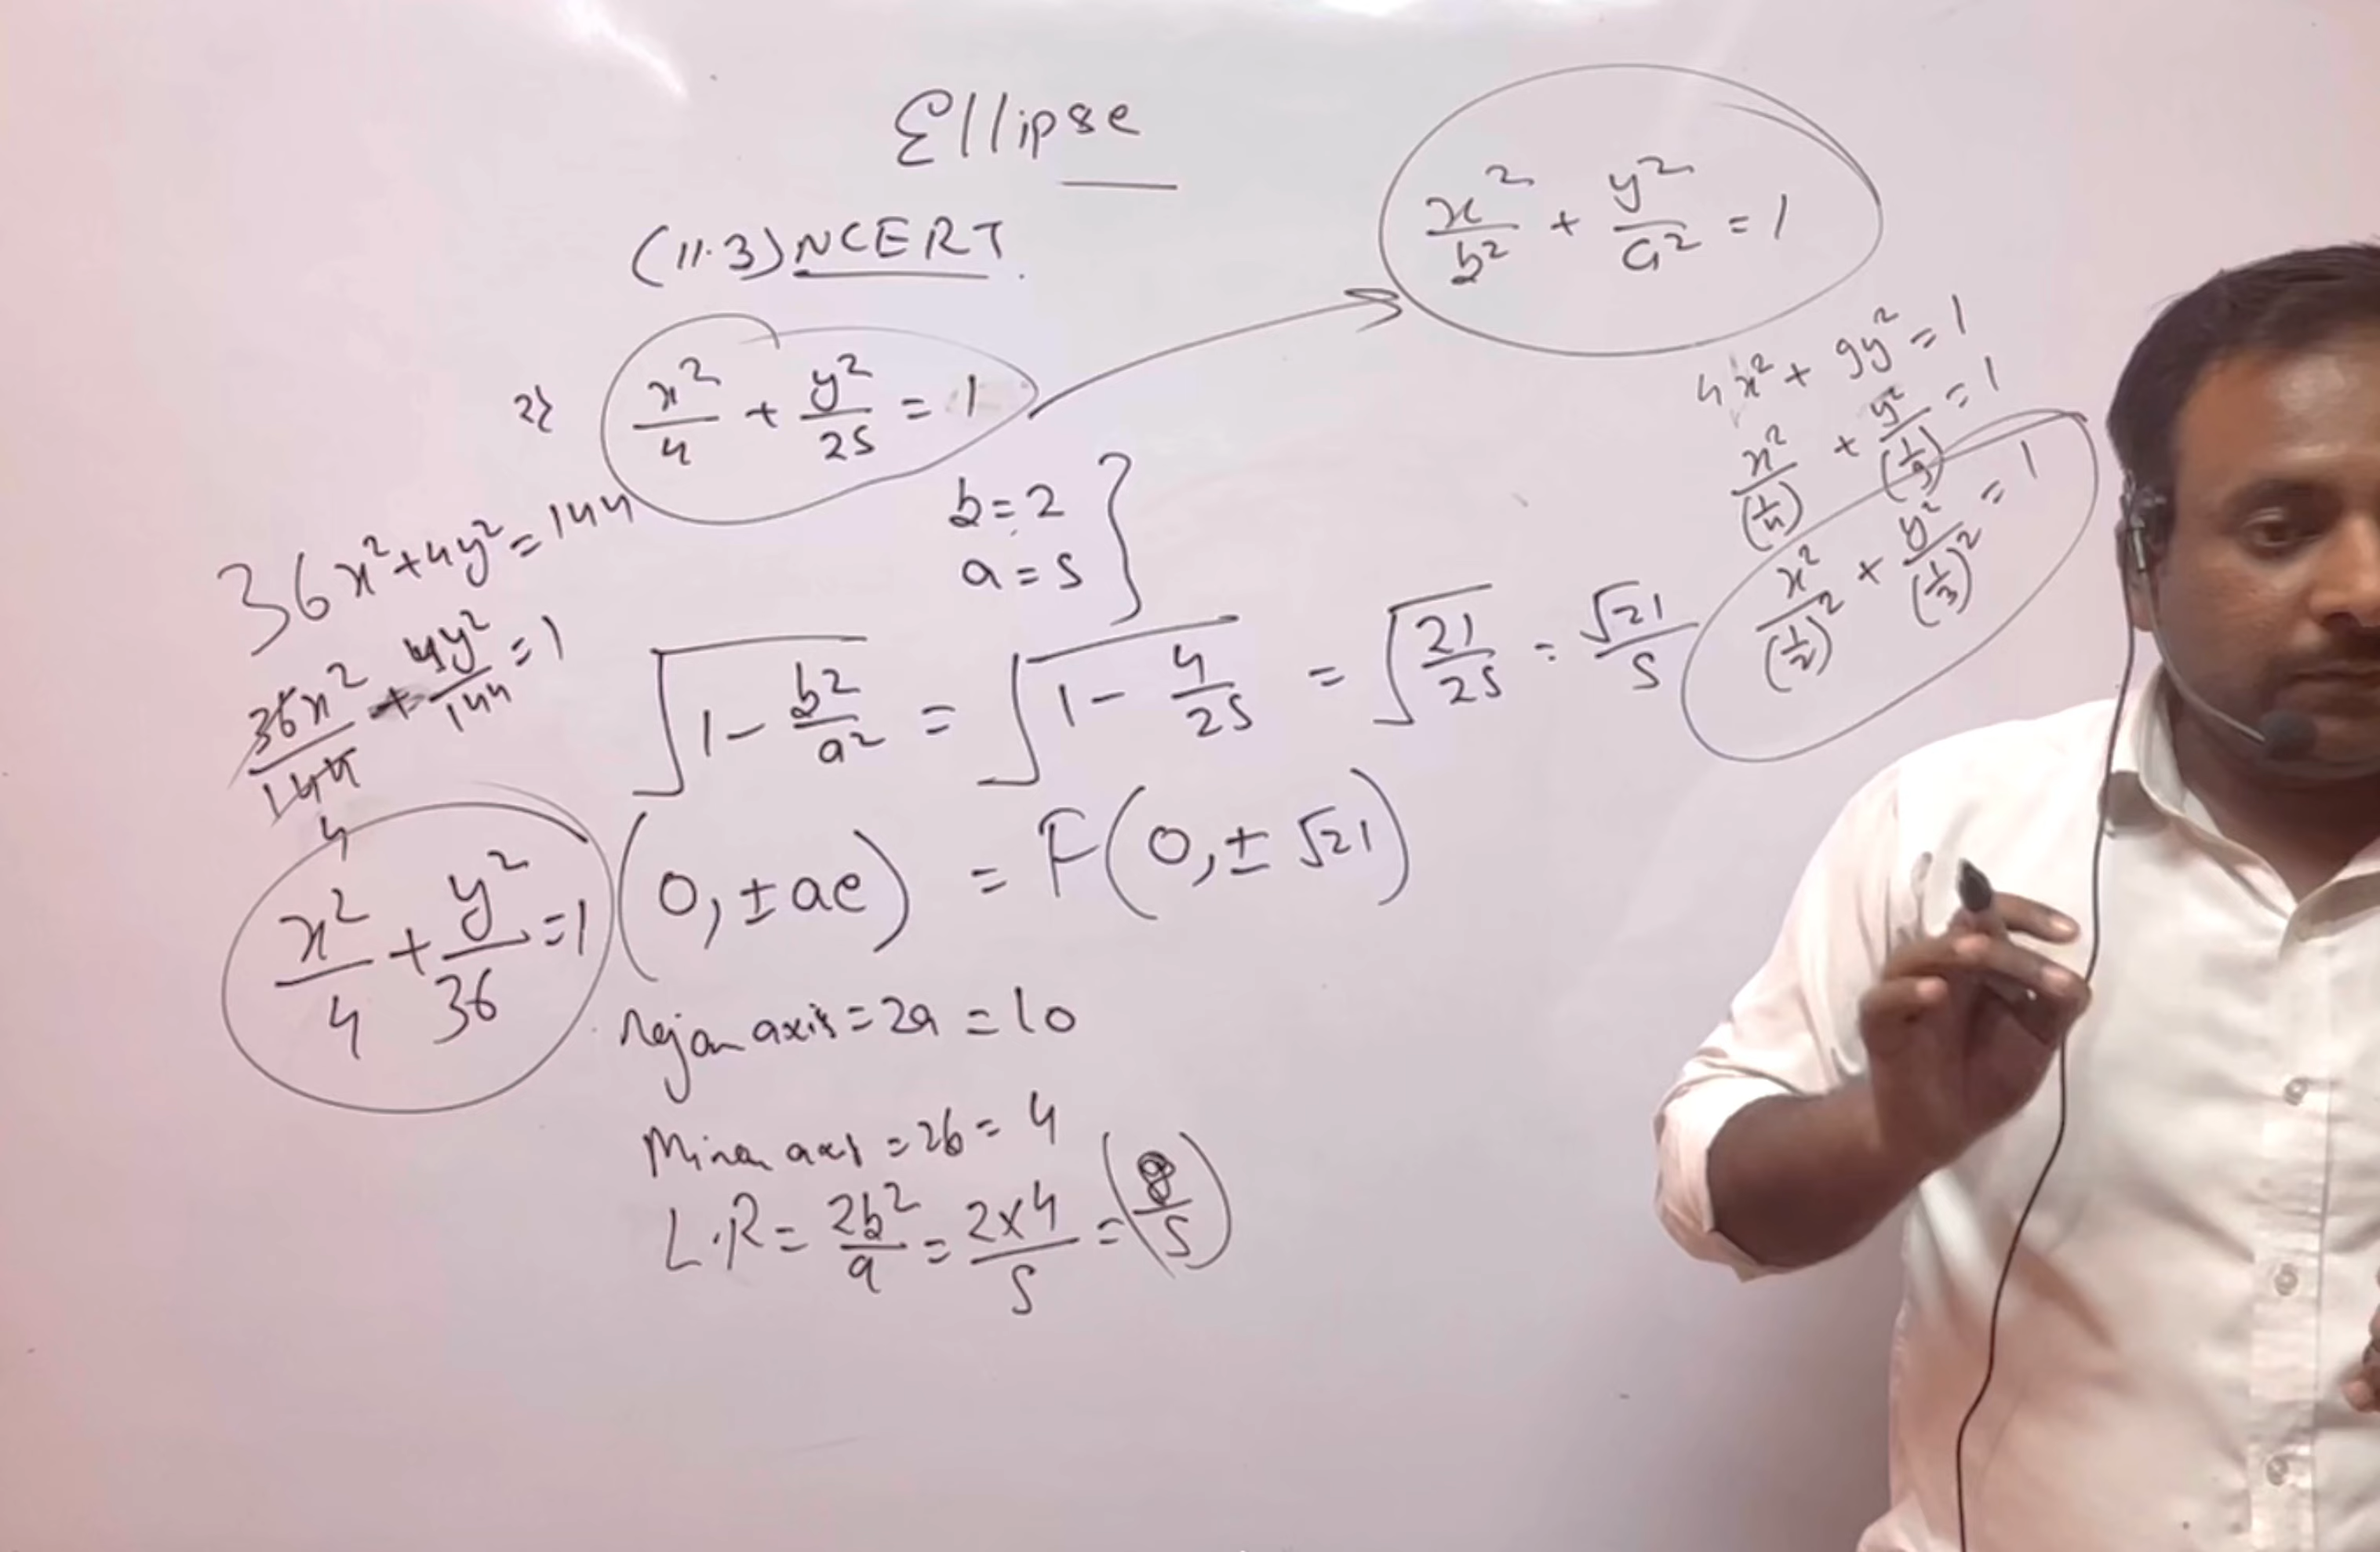 Ellipse
(11.3) NCERT.
x²/b² + y²/a² = 1
2) x²/4 + y²/25 = 1
b = 2
a = 5
4x² + 9y² = 1
x²/(1/4) + y²/(1/9) = 1
x²/(1/2)² + y²/(1/3)² = 1
36x² + 4y² = 144
36x²/144 + 4y²/144 = 1
4
x²/4 + y²/36 = 1
√(1 - b²/a²) = √(1 - 4/25) = √(21/25) = √21/5
(0, ± ae) = F(0, ± √21)
Major axis = 2a = 10
Minor axis = 2b = 4
L.R = 2b²/a = 2×4/5 = (8/5)